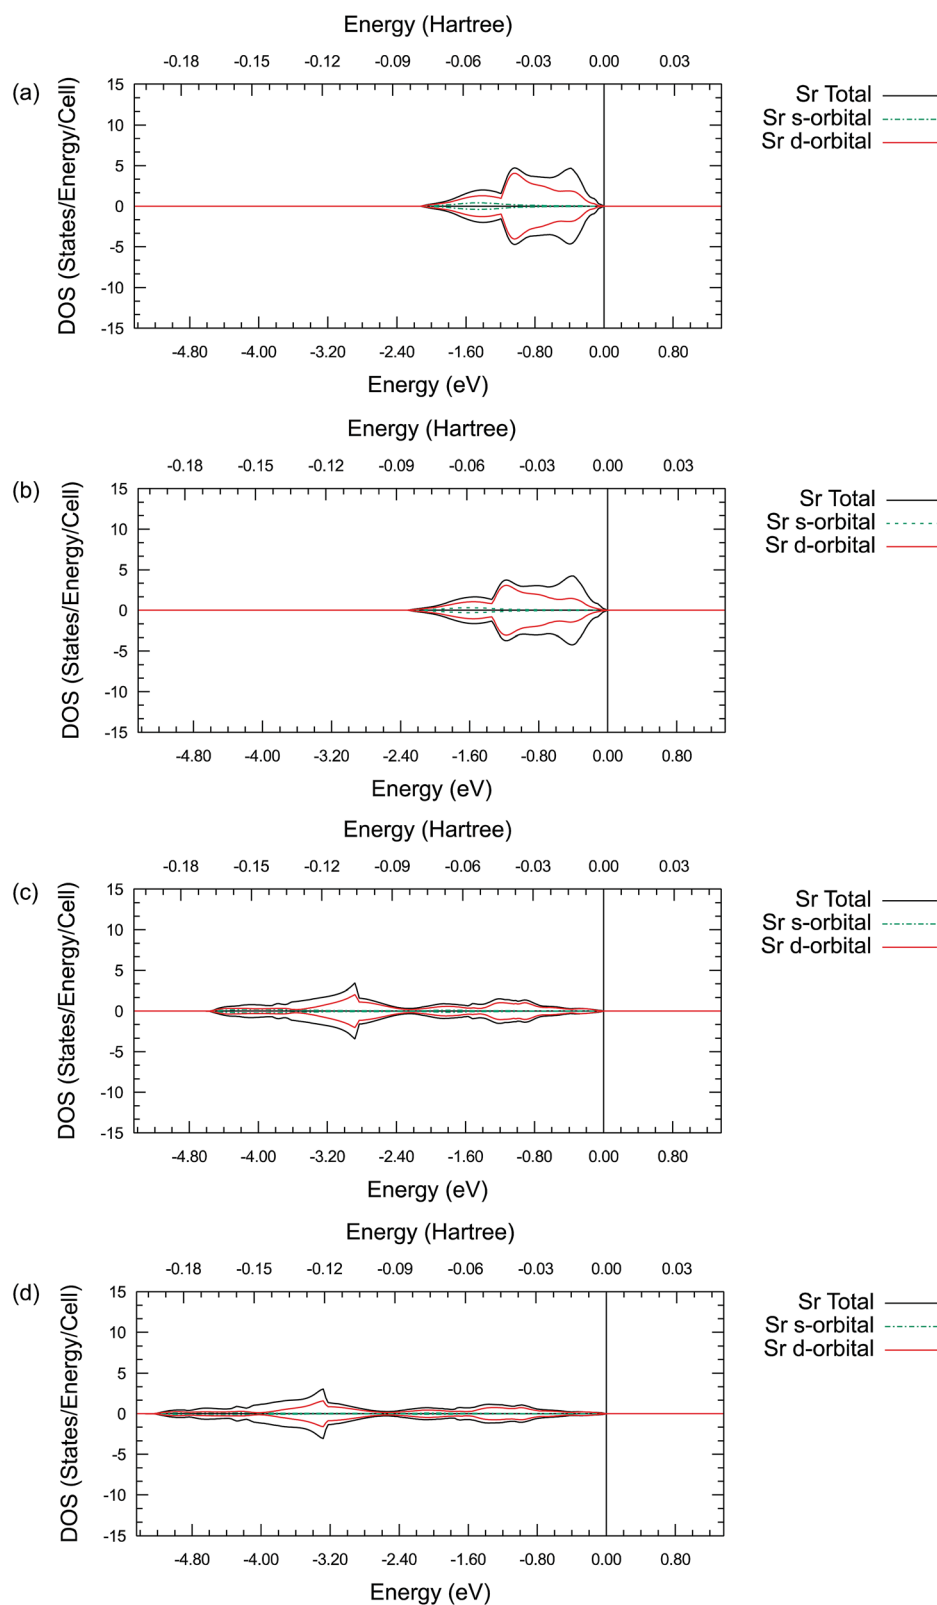 Energy (Hartree)
-0.18 -0.15 -0.12 -0.09 -0.06 -0.03 0.00 0.03
(a)
DOS (States/Energy/Cell)
15
10
5
0
-5
-10
-15
Sr Total
Sr s-orbital
Sr d-orbital
-4.80 -4.00 -3.20 -2.40 -1.60 -0.80 0.00 0.80
Energy (eV)
Energy (Hartree)
-0.18 -0.15 -0.12 -0.09 -0.06 -0.03 0.00 0.03
(b)
DOS (States/Energy/Cell)
15
10
5
0
-5
-10
-15
Sr Total
Sr s-orbital
Sr d-orbital
-4.80 -4.00 -3.20 -2.40 -1.60 -0.80 0.00 0.80
Energy (eV)
Energy (Hartree)
-0.18 -0.15 -0.12 -0.09 -0.06 -0.03 0.00 0.03
(c)
DOS (States/Energy/Cell)
15
10
5
0
-5
-10
-15
Sr Total
Sr s-orbital
Sr d-orbital
-4.80 -4.00 -3.20 -2.40 -1.60 -0.80 0.00 0.80
Energy (eV)
Energy (Hartree)
-0.18 -0.15 -0.12 -0.09 -0.06 -0.03 0.00 0.03
(d)
DOS (States/Energy/Cell)
15
10
5
0
-5
-10
-15
Sr Total
Sr s-orbital
Sr d-orbital
-4.80 -4.00 -3.20 -2.40 -1.60 -0.80 0.00 0.80
Energy (eV)